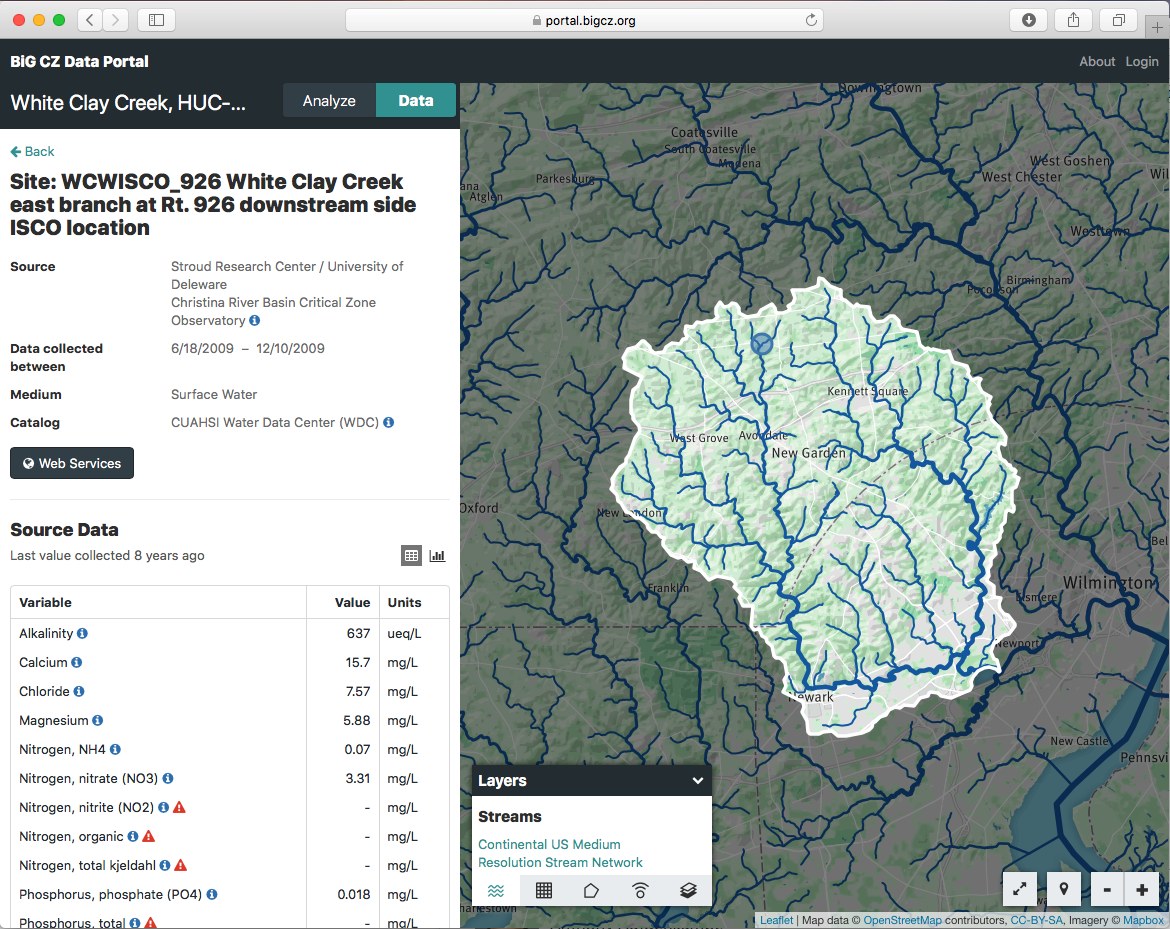 portal.bigcz.org
BiG CZ Data Portal
About Login
White Clay Creek, HUC-...
Analyze
Data
Back
Site: WCWISCO_926 White Clay Creek
east branch at Rt. 926 downstream side
ISCO location
Source
Stroud Research Center / University of
Deleware
Christina River Basin Critical Zone
Observatory
Data collected
between
6/18/2009 – 12/10/2009
Medium
Surface Water
Catalog
CUAHSI Water Data Center (WDC)
Web Services
Source Data
Last value collected 8 years ago
Variable Value Units
Alkalinity 637 ueq/L
Calcium 15.7 mg/L
Chloride 7.57 mg/L
Magnesium 5.88 mg/L
Nitrogen, NH4 0.07 mg/L
Nitrogen, nitrate (NO3) 3.31 mg/L
Nitrogen, nitrite (NO2) - mg/L
Nitrogen, organic - mg/L
Nitrogen, total kjeldahl - mg/L
Phosphorus, phosphate (PO4) 0.018 mg/L
Phosphorus, total - mg/L
Downingtown
Coatesville
South Coatesville
Modena
West Goshen
West Chester
Wil
Parkesburg
ana
Atglen
Westtown
Birmingham
Pocopson
Kennett Square
West Grove
Avondale
New Garden
Oxford
New London
Bel
Franklin
Wilmington
Elsmere
Newport
Newark
New Castle
Pennsvi
harlestown
Layers
Streams
Continental US Medium
Resolution Stream Network
-
+
Leaflet | Map data © OpenStreetMap contributors, CC-BY-SA, Imagery © Mapbox